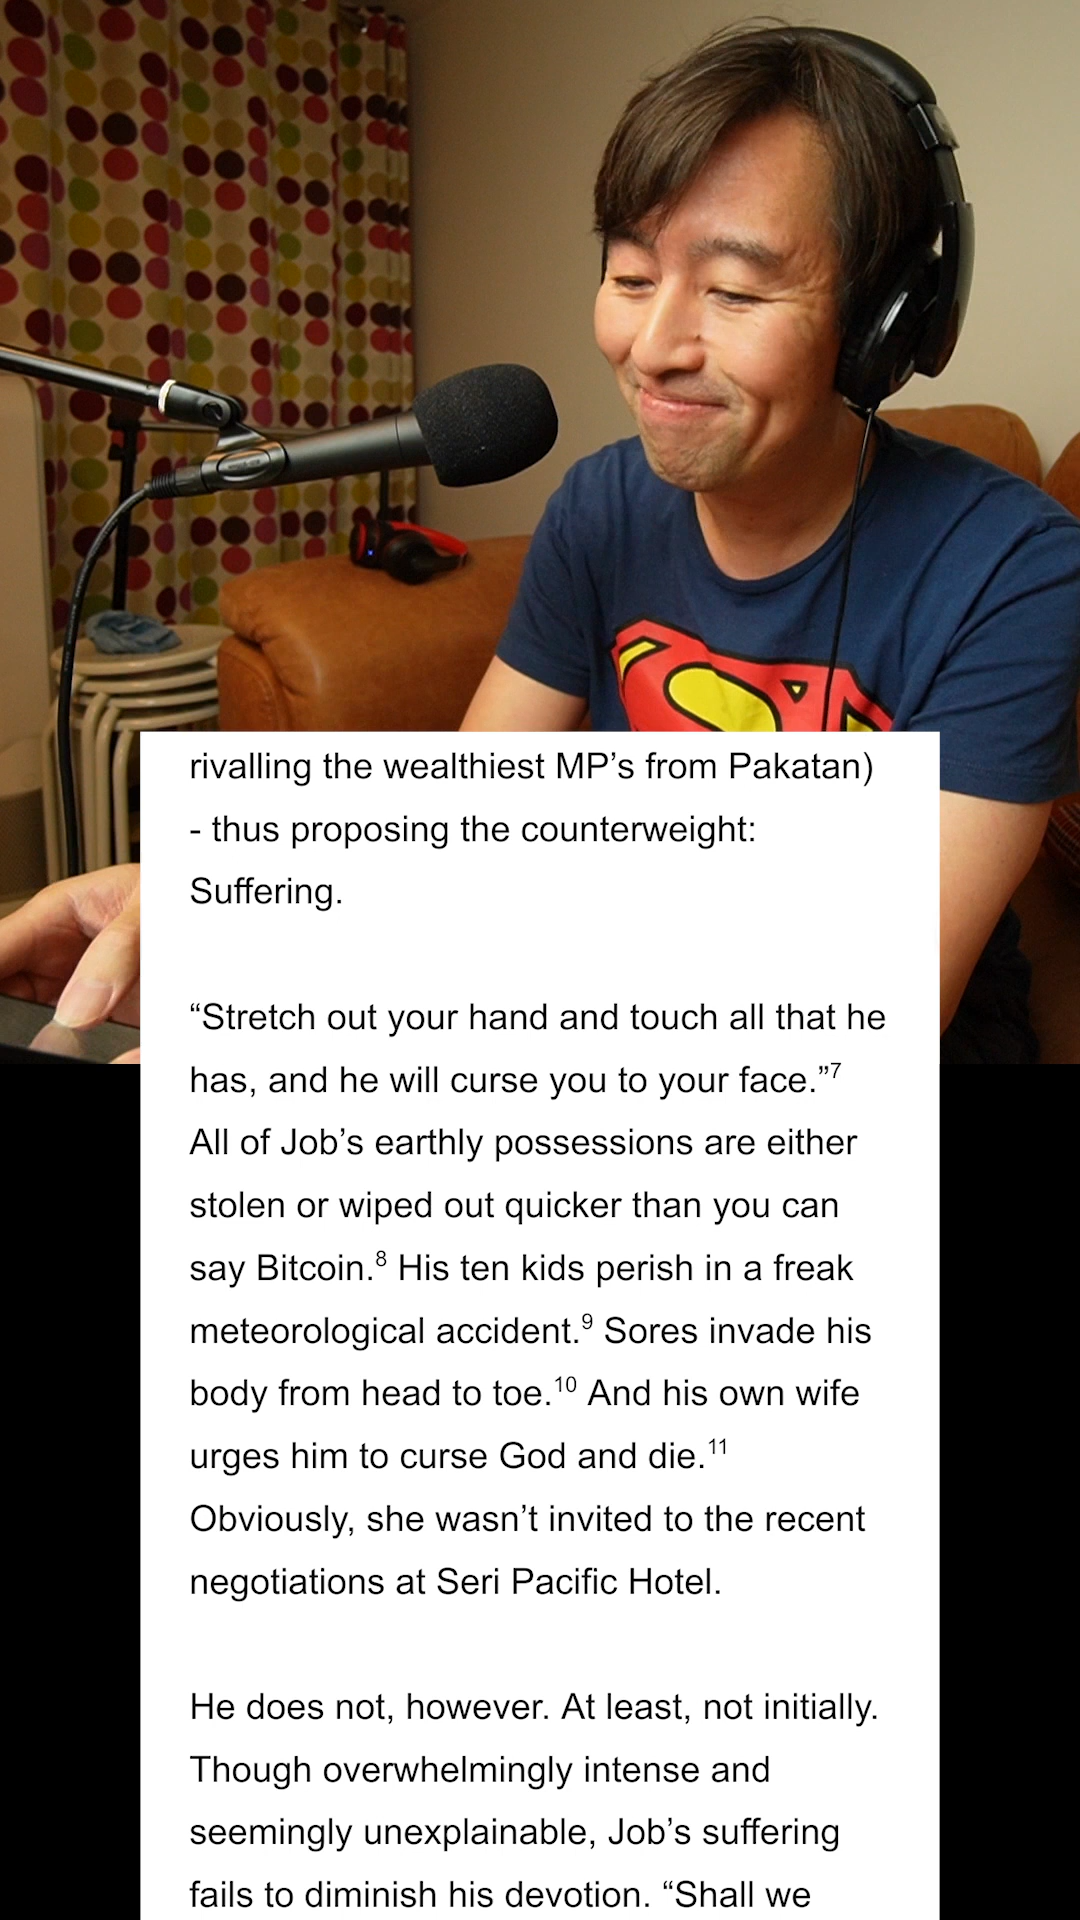 rivalling the wealthiest MP’s from Pakatan)
- thus proposing the counterweight:
Suffering.
“Stretch out your hand and touch all that he
has, and he will curse you to your face.”7
All of Job’s earthly possessions are either
stolen or wiped out quicker than you can
say Bitcoin.8 His ten kids perish in a freak
meteorological accident.9 Sores invade his
body from head to toe.10 And his own wife
urges him to curse God and die.11
Obviously, she wasn’t invited to the recent
negotiations at Seri Pacific Hotel.
He does not, however. At least, not initially.
Though overwhelmingly intense and
seemingly unexplainable, Job’s suffering
fails to diminish his devotion. “Shall we